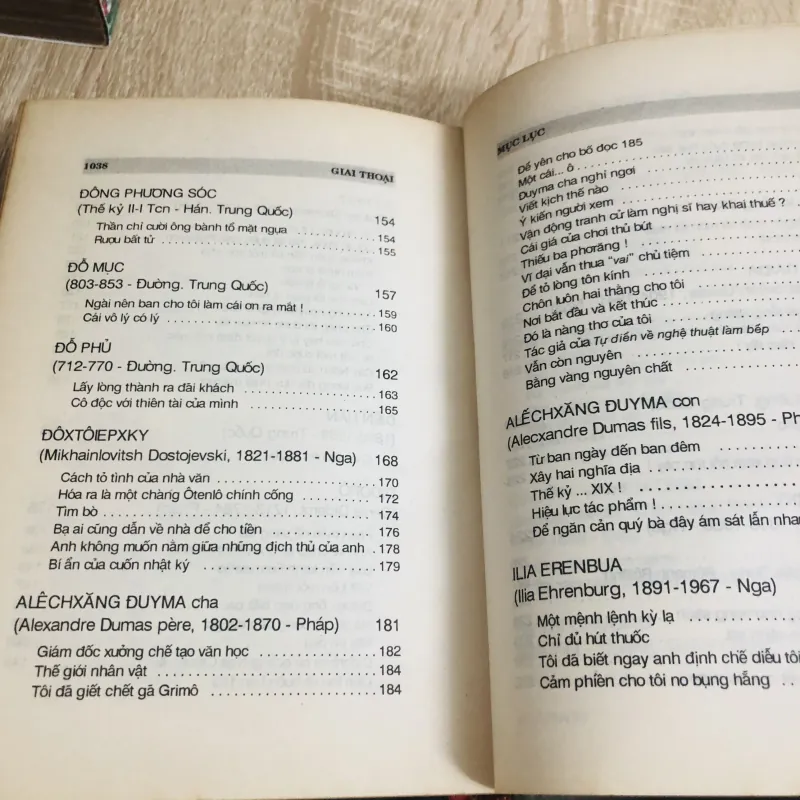 1038 GIAI THOẠI
ĐÔNG PHƯƠNG SÓC
(Thế kỷ II-I Tcn - Hán. Trung Quốc) 154
Thần chỉ cười ông bành tổ mặt ngựa . . . . . . . . . . . . 154
Rượu bất tử . . . . . . . . . . . . . . . . . . . . . . . . . . . . . 155
ĐỖ MỤC
(803-853 - Đường. Trung Quốc) 157
Ngài nên ban cho tôi làm cái ơn ra mắt ! . . . . . . . . . 159
Cái vô lý có lý . . . . . . . . . . . . . . . . . . . . . . . . . . . 160
ĐỖ PHỦ
(712-770 - Đường. Trung Quốc) 162
Lấy lòng thành ra đãi khách . . . . . . . . . . . . . . . . . 163
Cô độc với thiên tài của mình . . . . . . . . . . . . . . . . 165
ĐÔXTÔIEPXKY
(Mikhainlovitsh Dostojevski, 1821-1881 - Nga) 168
Cách tỏ tình của nhà văn . . . . . . . . . . . . . . . . . . . 170
Hóa ra là một chàng Ôtenlô chính cống . . . . . . . . . 172
Tìm bò . . . . . . . . . . . . . . . . . . . . . . . . . . . . . . . . 174
Bạ ai cũng dẫn về nhà để cho tiền . . . . . . . . . . . . 176
Anh không muốn nằm giữa những địch thủ của anh . 178
Bí ẩn của cuốn nhật ký . . . . . . . . . . . . . . . . . . . . 179
ALÊCHXĂNG ĐUYMA cha
(Alexandre Dumas père, 1802-1870 - Pháp) 181
Giám đốc xưởng chế tạo văn học . . . . . . . . . . . . . 182
Thế giới nhân vật . . . . . . . . . . . . . . . . . . . . . . . . 184
Tôi đã giết chết gã Grimô . . . . . . . . . . . . . . . . . . 184
MỤC LỤC
Để yên cho bố đọc 185
Một cái... ô . . . . . . . . . . . .
Đuyma cha nghỉ ngơi
Viết kịch thế nào . . . . . . . . .
Ý kiến người xem . . . . . . . .
Vận động tranh cử làm nghị sĩ hay khai thuế ? . . .
Cái giá của chơi thủ bút . . . . . . . .
Thiếu ba phơrăng ! . . . . . . . . . . .
Vĩ đại vẫn thua "vai" chủ tiệm . . . . . . .
Để tỏ lòng tôn kính . . . . . . . . . . .
Chôn luôn hai thằng cho tôi . . . . . . . .
Nơi bắt đầu và kết thúc . . . . . . . . .
Đó là nàng thơ của tôi . . . . . . . . .
Tác giả của Tự điển về nghệ thuật làm bếp . . .
Vẫn còn nguyên . . . . . . . . . . .
Bằng vàng nguyên chất . . . . . . . .
ALẾCHXĂNG ĐUYMA con
(Alecxandre Dumas fils, 1824-1895 - Ph
Từ ban ngày đến ban đêm . . . . . . .
Xây hai nghĩa địa . . . . . . . . . . .
Thế kỷ ... XIX ! . . . . . . . . . . .
Hiệu lực tác phẩm ! . . . . . . . . .
Để ngăn cản quý bà đây ám sát lẫn nha
ILIA ERENBUA
(Ilia Ehrenburg, 1891-1967 - Nga)
Một mệnh lệnh kỳ lạ . . . . . . . .
Chỉ đủ hút thuốc . . . . . . . .
Tôi đã biết ngay anh định chế diễu tôi
Cảm phiền cho tôi no bụng hẵng . . . .